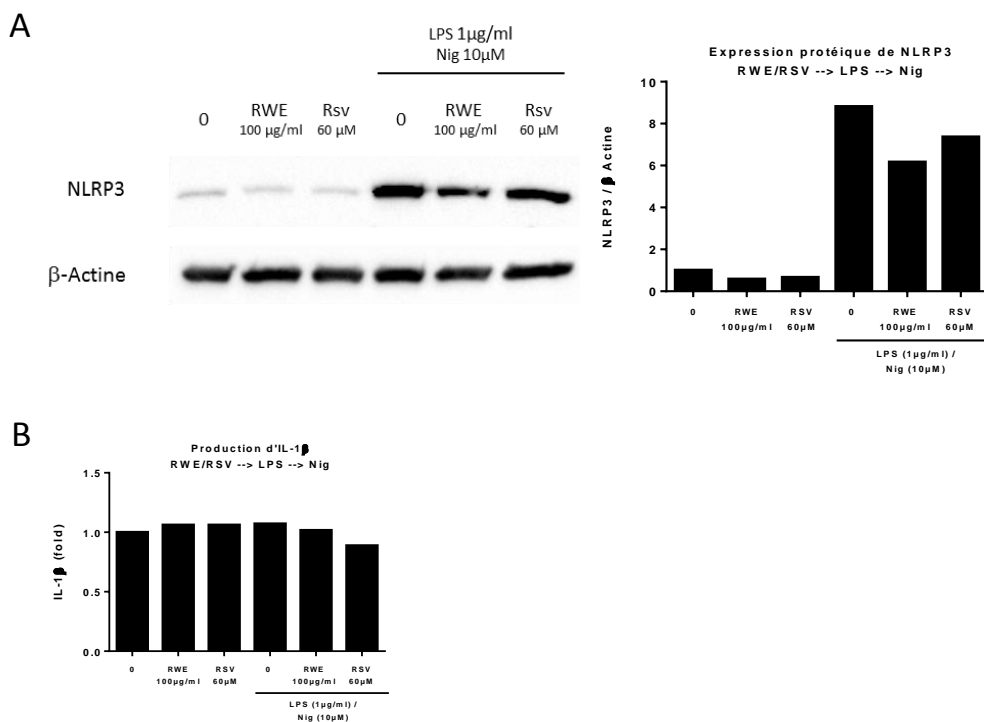 A
LPS 1µg/ml
Nig 10µM
0
RWE
100 µg/ml
Rsv
60 µM
0
RWE
100 µg/ml
Rsv
60 µM
NLRP3
β-Actine
Expression protéique de NLRP3
RWE/RSV --> LPS --> Nig
NLRP3 / β Actine
10
8
6
4
2
0
0
RWE
100µg/ml
RSV
60µM
0
RWE
100µg/ml
RSV
60µM
LPS (1µg/ml) /
Nig (10µM)
B
Production d'IL-1β
RWE/RSV --> LPS --> Nig
IL-1β (fold)
1.5
1.0
0.5
0.0
0
RWE
100µg/ml
RSV
60µM
0
RWE
100µg/ml
RSV
60µM
LPS (1µg/ml) /
Nig (10µM)